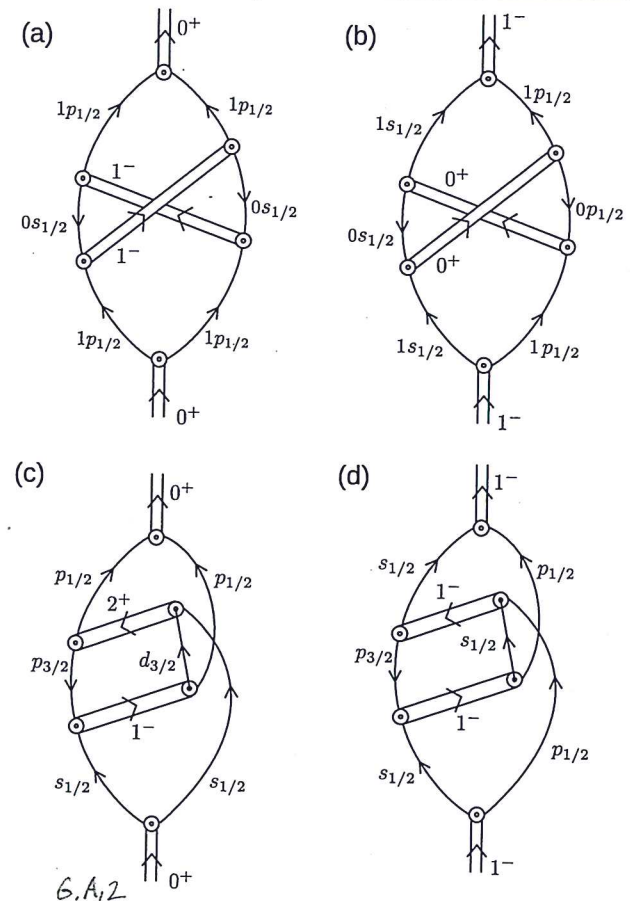 (a)
0⁺
1p₁/₂ 1p₁/₂
1⁻
0s₁/₂ 0s₁/₂
1⁻
1p₁/₂ 1p₁/₂
0⁺
(b)
1⁻
1s₁/₂ 1p₁/₂
0⁺
0s₁/₂ 0p₁/₂
0⁺
1s₁/₂ 1p₁/₂
1⁻
(c)
0⁺
p₁/₂ p₁/₂
2⁺
p₃/₂ d₃/₂
1⁻
s₁/₂ s₁/₂
0⁺
(d)
1⁻
s₁/₂ p₁/₂
1⁻
p₃/₂ s₁/₂
1⁻
s₁/₂ p₁/₂
1⁻
6.A,2